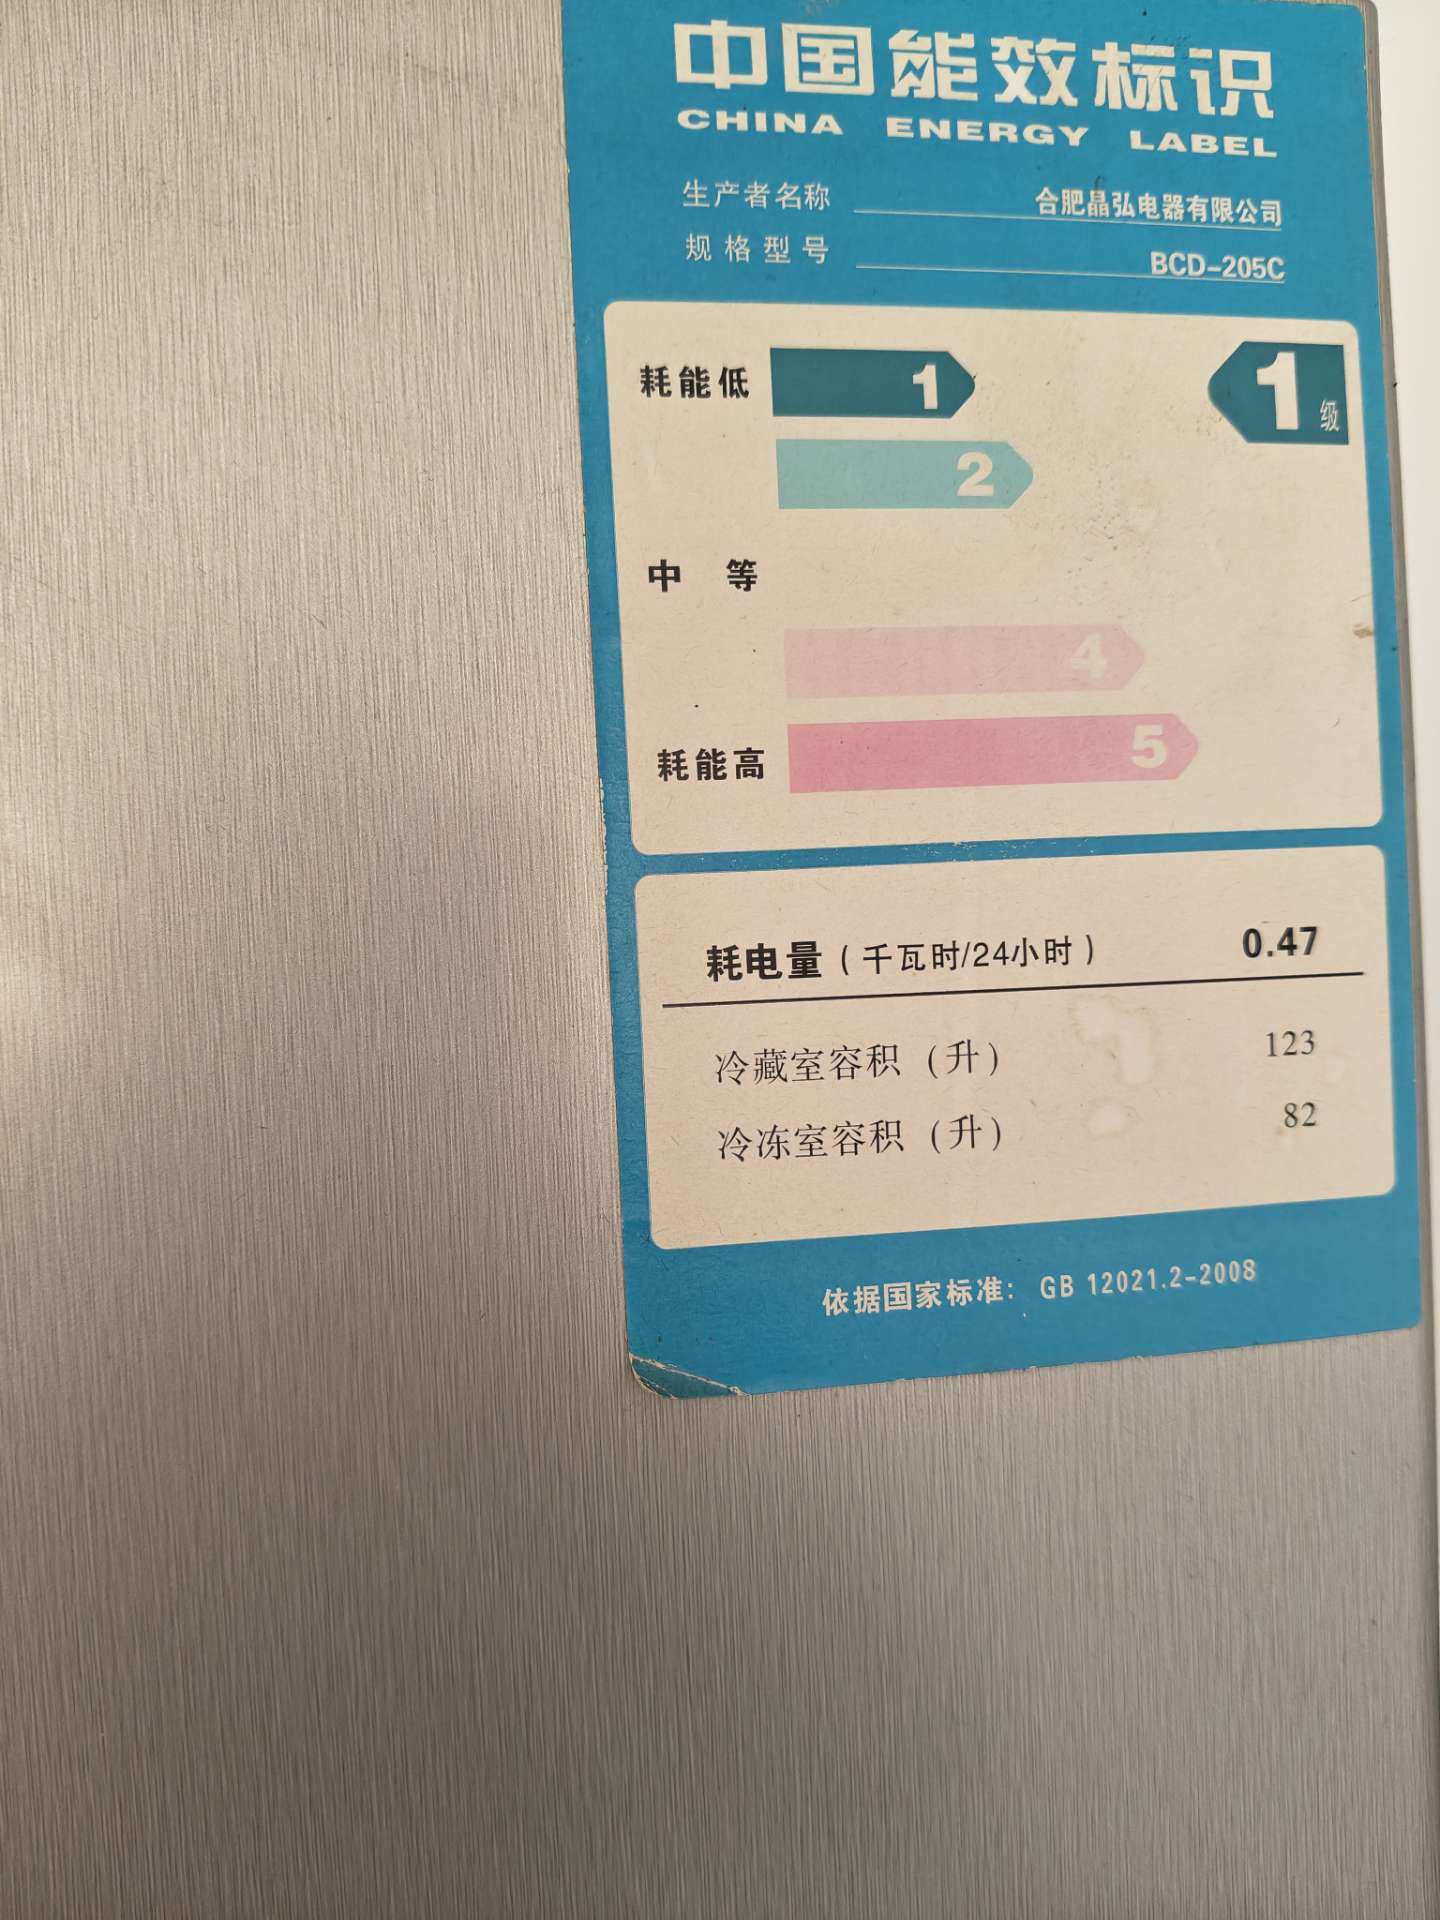 中国能效标识
CHINA ENERGY LABEL
生产者名称 合肥晶弘电器有限公司
规格型号 BCD-205C
耗能低 1 1级
2
中等
4
耗能高 5
耗电量（千瓦时/24小时） 0.47
冷藏室容积（升） 123
冷冻室容积（升） 82
依据国家标准：GB 12021.2-2008